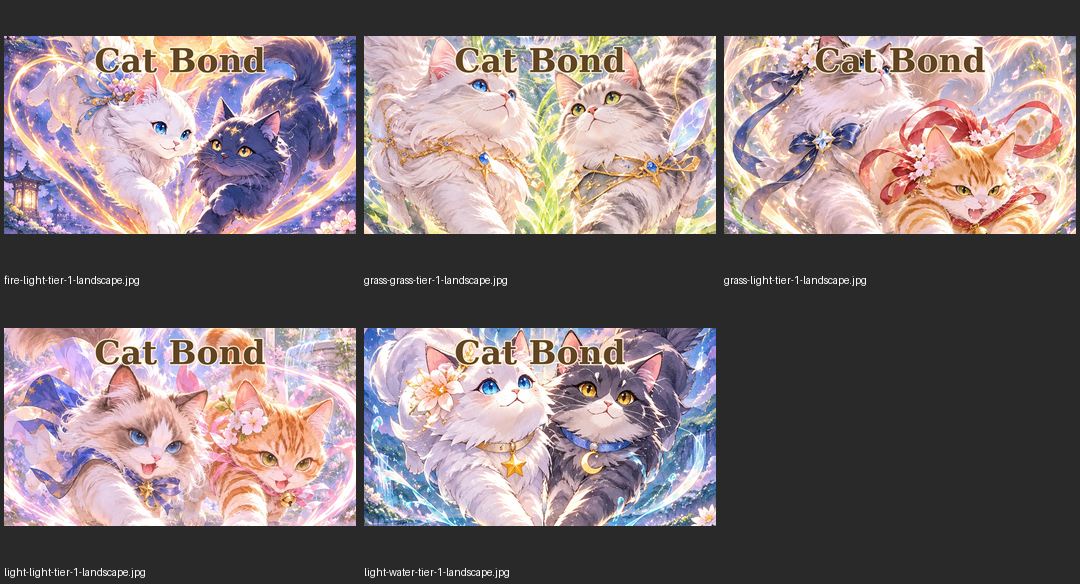 Cat Bond
Cat Bond
Cat Bond
fire-light-tier-1-landscape.jpg
grass-grass-tier-1-landscape.jpg
grass-light-tier-1-landscape.jpg
Cat Bond
Cat Bond
light-light-tier-1-landscape.jpg
light-water-tier-1-landscape.jpg